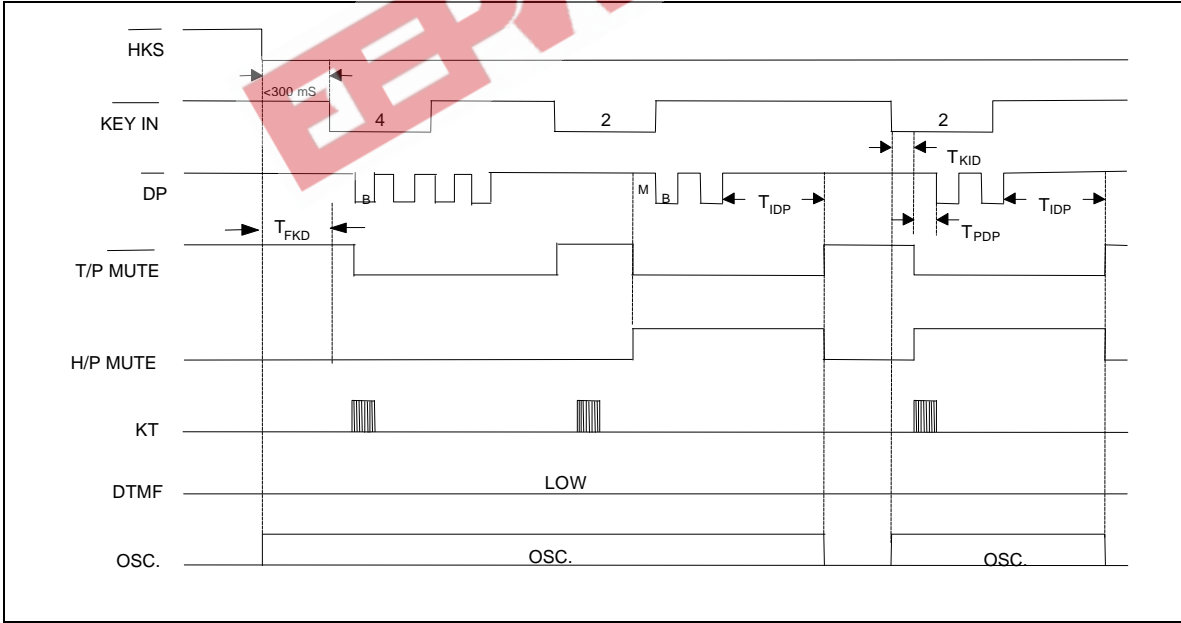 HKS
<300 mS
KEY IN
4
2
2
TKID
DP
B
M
B
TIDP
TIDP
TFKD
TPDP
T/P MUTE
H/P MUTE
KT
DTMF
LOW
OSC.
OSC.
OSC.